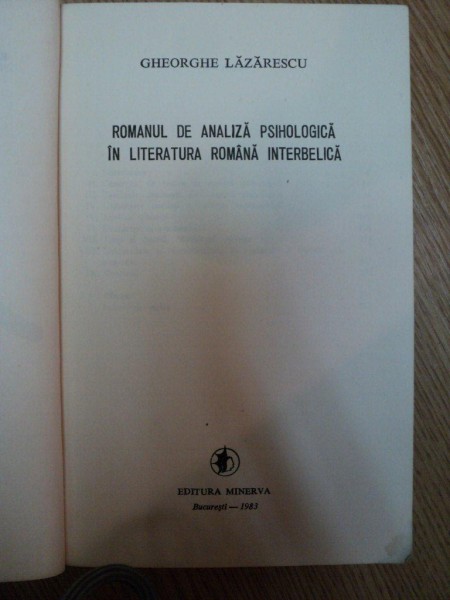 GHEORGHE LĂZĂRESCU
ROMANUL DE ANALIZĂ PSIHOLOGICĂ
ÎN LITERATURA ROMÂNĂ INTERBELICĂ
EDITURA MINERVA
București — 1983